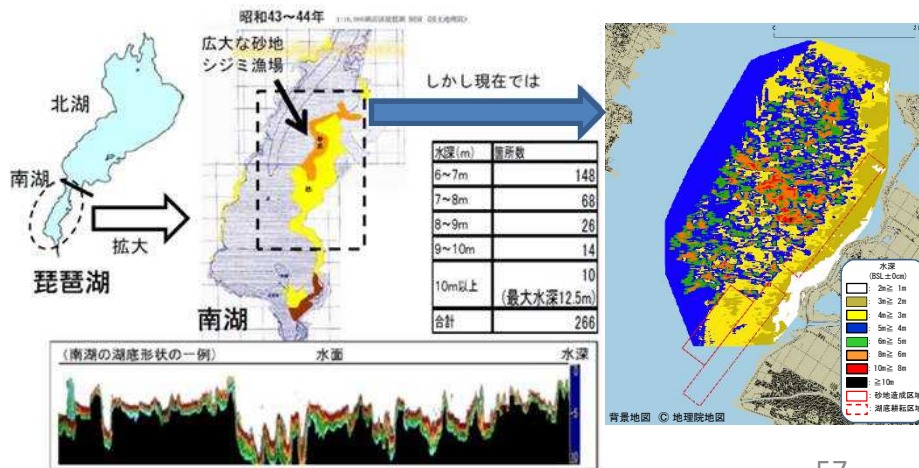 昭和43～44年
広大な砂地
シジミ漁場
しかし現在では
北湖
南湖
拡大
琵琶湖
南湖
水深(m) 箇所数
6～7m 148
7～8m 68
8～9m 26
9～10m 14
10m以上 10
(最大水深12.5m)
合計 266
(南湖の湖底形状の一例) 水面 水深
水深
(BSL±0cm)
2m≧ 1m
3m≧ 2m
4m≧ 3m
5m≧ 4m
6m≧ 5m
8m≧ 6m
10m≧ 8m
≧10m
砂地造成区域
湖底耕耘区域
背景地図 © 地理院地図
57